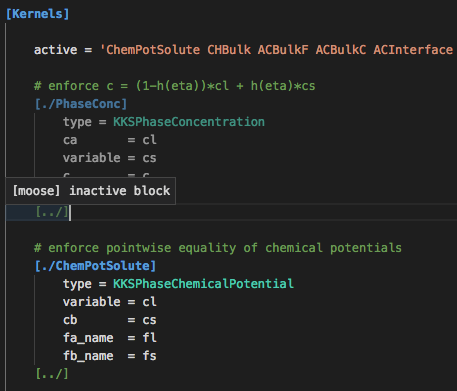 [Kernels]
active = 'ChemPotSolute CHBulk ACBulkF ACBulkC ACInterface
# enforce c = (1-h(eta))*cl + h(eta)*cs
[./PhaseConc]
type = KKSPhaseConcentration
ca = cl
variable = cs
c = c
[moose] inactive block
[../]
# enforce pointwise equality of chemical potentials
[./ChemPotSolute]
type = KKSPhaseChemicalPotential
variable = cl
cb = cs
fa_name = fl
fb_name = fs
[../]